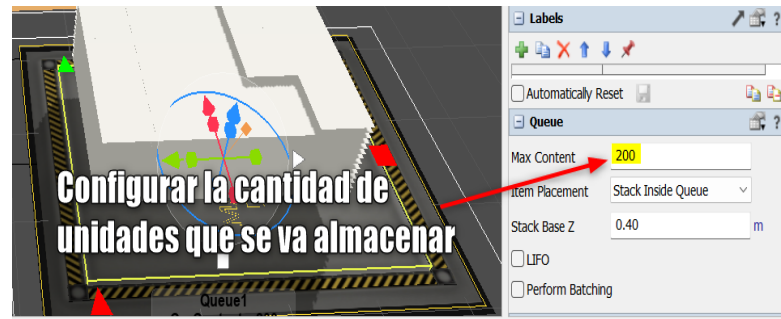 Labels
?
Automatically Reset
Queue
?
Max Content
200
Item Placement
Stack Inside Queue
Stack Base Z
0.40
m
LIFO
Perform Batching
Configurar la cantidad de
unidades que se va almacenar
Queue1